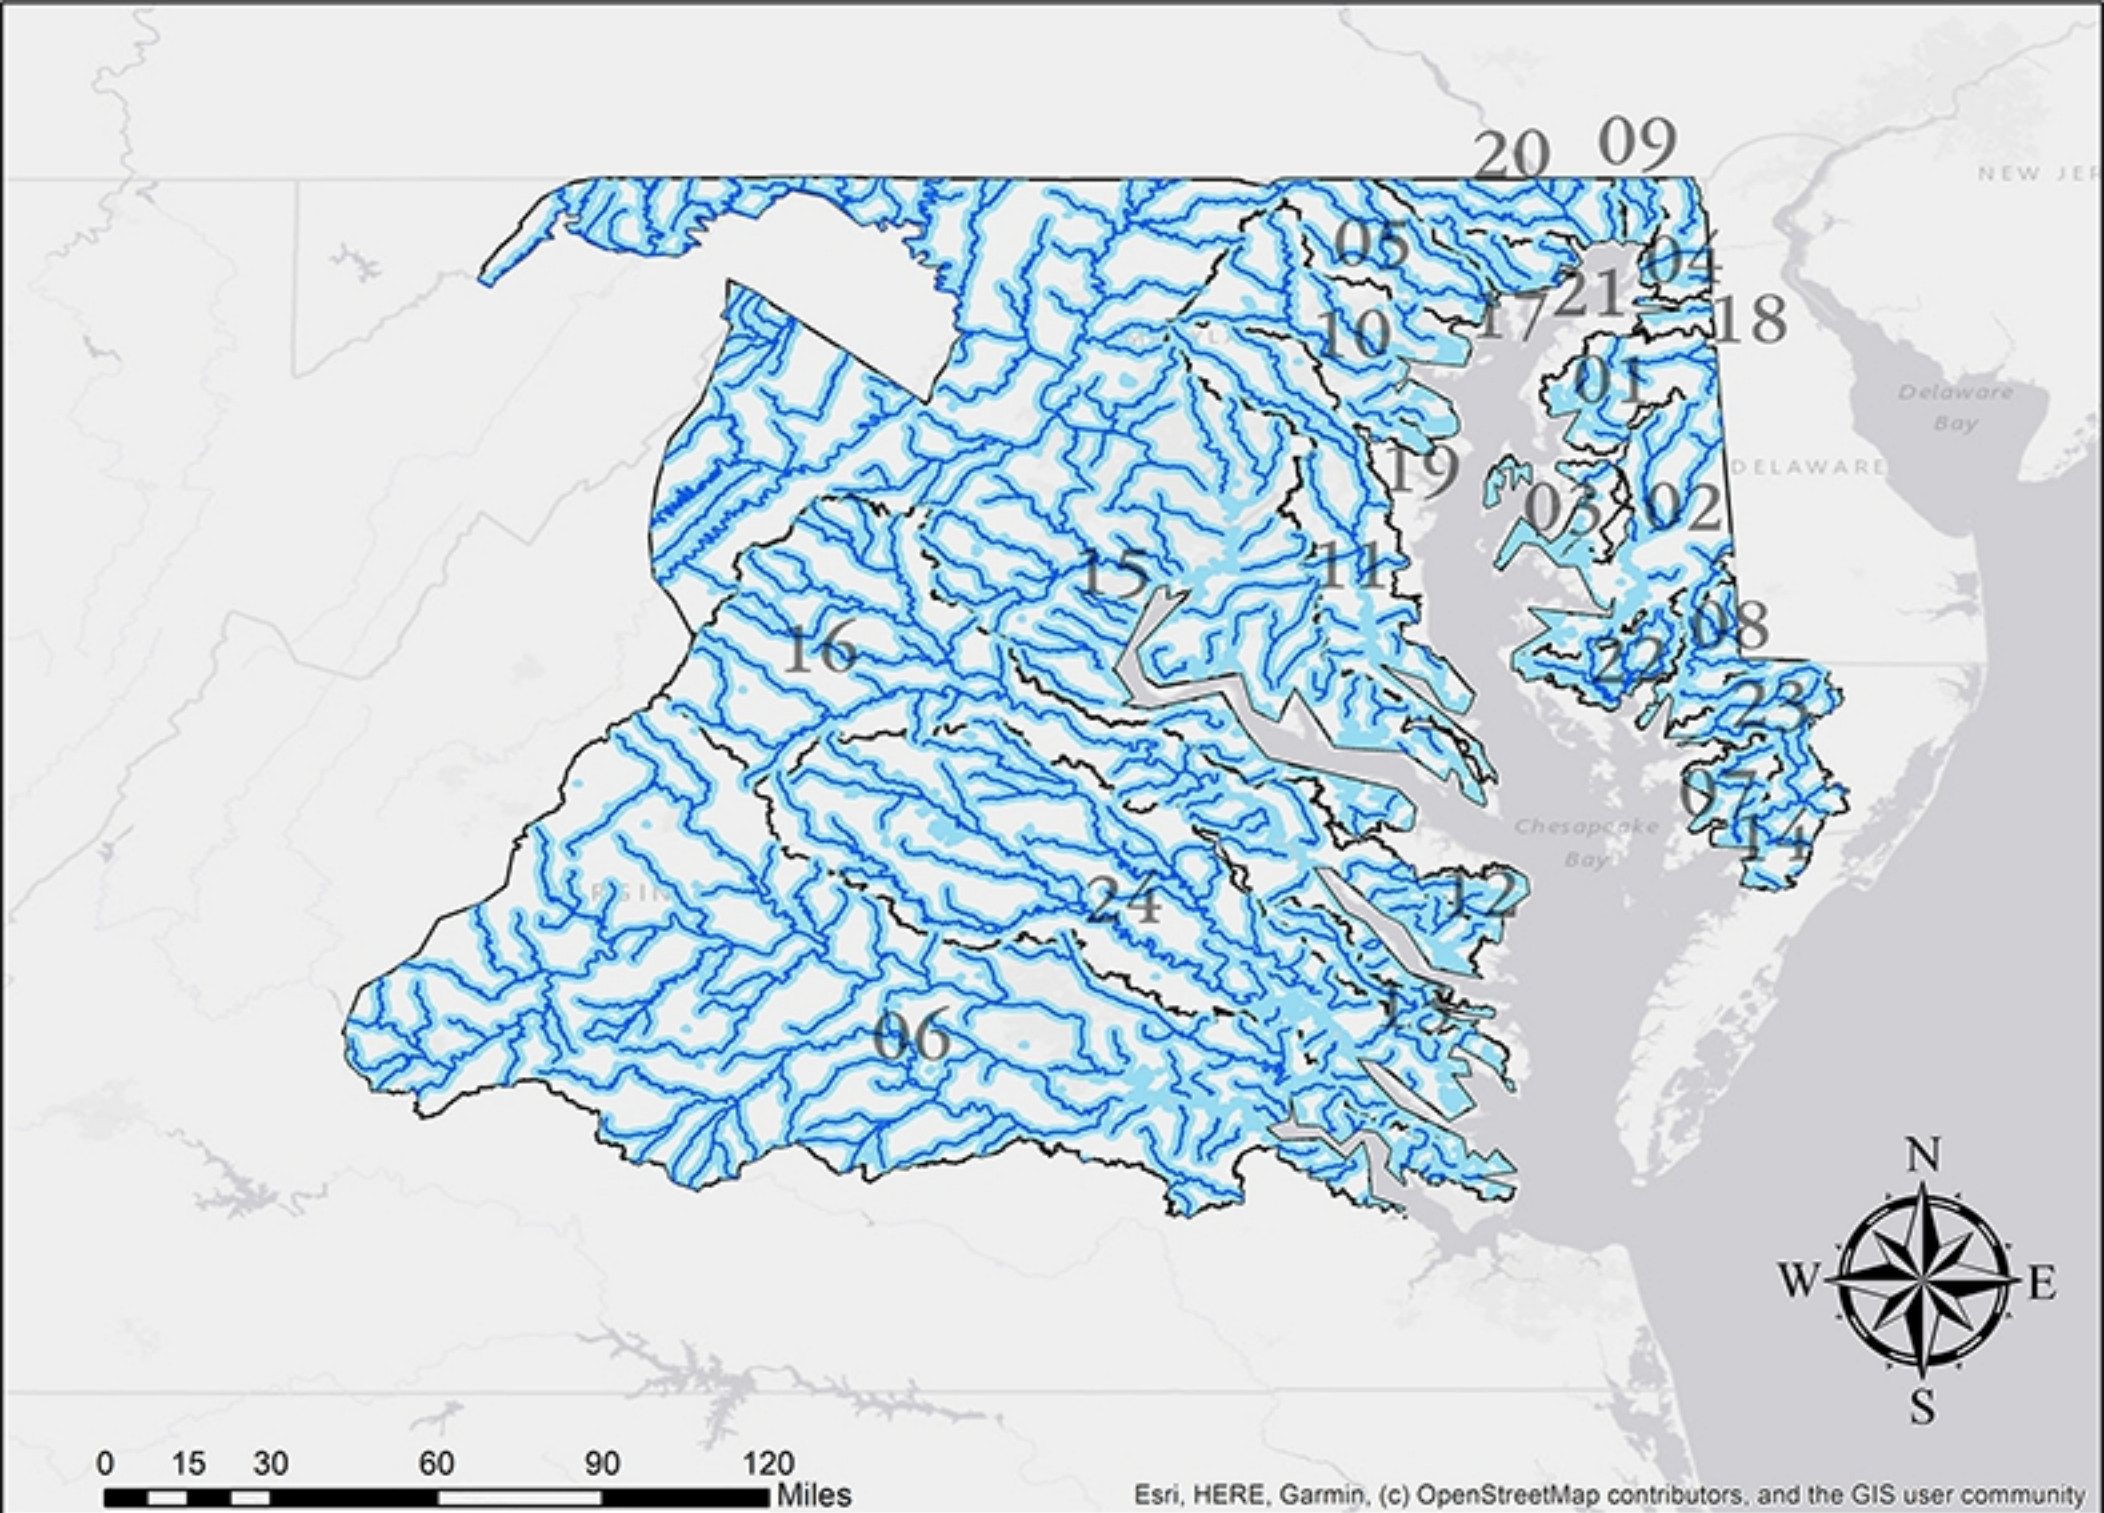 20 09
NEW JER
05 04
21
17 18
10
01
Delaware
Bay
19 DELAWARE
03 02
15 11
16 22 08
23
07
Chesapeake
Bay
14
24 12
13
06
N
W E
S
0 15 30 60 90 120
Miles
Esri, HERE, Garmin, (c) OpenStreetMap contributors, and the GIS user community